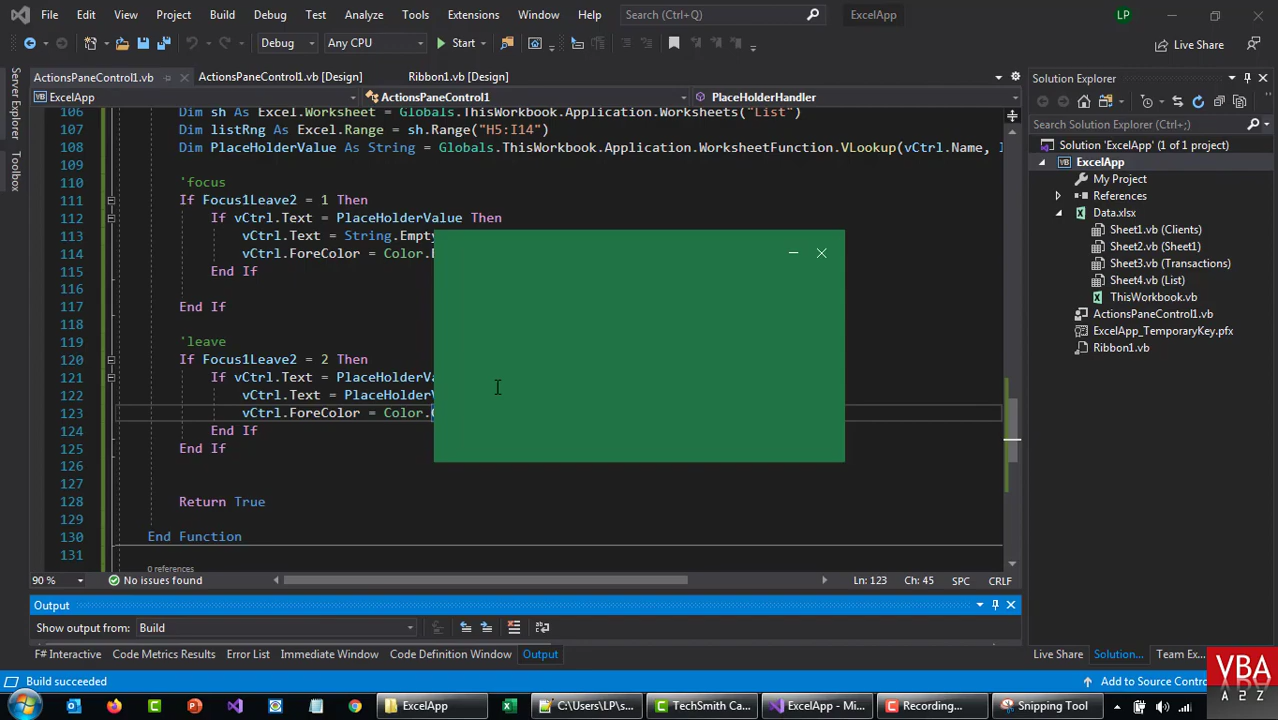 File Edit View Project Build Debug Test Analyze Tools Extensions Window Help Search (Ctrl+Q) ExcelApp LP
Debug Any CPU Start Live Share
Server Explorer
Toolbox
ActionsPaneControl1.vb ActionsPaneControl1.vb [Design] Ribbon1.vb [Design]
ExcelApp ActionsPaneControl1 PlaceHolderHandler
106 Dim sh As Excel.Worksheet = Globals.ThisWorkbook.Application.Worksheets("List")
107 Dim listRng As Excel.Range = sh.Range("H5:I14")
108 Dim PlaceHolderValue As String = Globals.ThisWorkbook.Application.WorksheetFunction.VLookup(vCtrl.Name,
109
110 'focus
111 If Focus1Leave2 = 1 Then
112 If vCtrl.Text = PlaceHolderValue Then
113 vCtrl.Text = String.Empt
114 vCtrl.ForeColor = Color.
115 End If
116
117 End If
118
119 'leave
120 If Focus1Leave2 = 2 Then
121 If vCtrl.Text = PlaceHolderVa
122 vCtrl.Text = PlaceHolderV
123 vCtrl.ForeColor = Color.
124 End If
125 End If
126
127
128 Return True
129
130 End Function
131
0 references
90 % No issues found Ln: 123 Ch: 45 SPC CRLF
Output
Show output from: Build
F# Interactive Code Metrics Results Error List Immediate Window Code Definition Window Output
Build succeeded
Solution Explorer
Search Solution Explorer (Ctrl+;)
Solution 'ExcelApp' (1 of 1 project)
ExcelApp
My Project
References
Data.xlsx
Sheet1.vb (Clients)
Sheet2.vb (Sheet1)
Sheet3.vb (Transactions)
Sheet4.vb (List)
ThisWorkbook.vb
ActionsPaneControl1.vb
ExcelApp_TemporaryKey.pfx
Ribbon1.vb
Live Share Solution... Team Ex...
Add to Source Contro
VBA
A2Z
ExcelApp C:\Users\LP\s... TechSmith Ca... ExcelApp - Mi... Recording... Snipping Tool